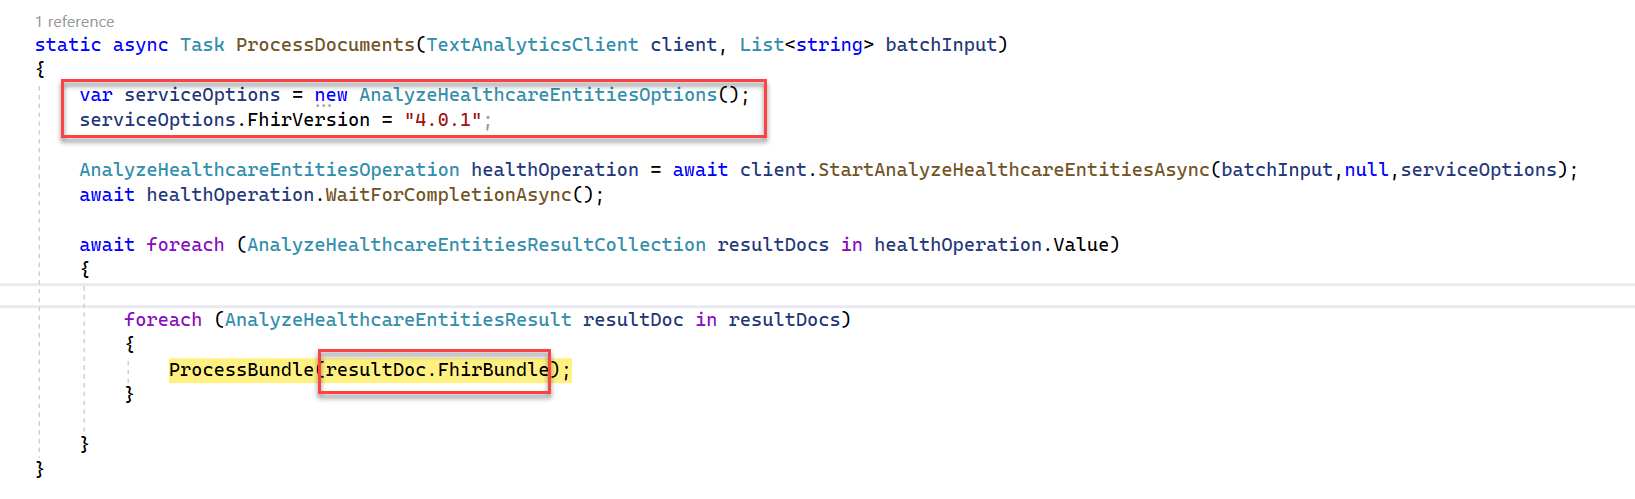 1 reference
static async Task ProcessDocuments(TextAnalyticsClient client, List<string> batchInput)
{
var serviceOptions = new AnalyzeHealthcareEntitiesOptions();
serviceOptions.FhirVersion = "4.0.1";
AnalyzeHealthcareEntitiesOperation healthOperation = await client.StartAnalyzeHealthcareEntitiesAsync(batchInput,null,serviceOptions);
await healthOperation.WaitForCompletionAsync();
await foreach (AnalyzeHealthcareEntitiesResultCollection resultDocs in healthOperation.Value)
{
foreach (AnalyzeHealthcareEntitiesResult resultDoc in resultDocs)
{
ProcessBundle(resultDoc.FhirBundle);
}
}
}